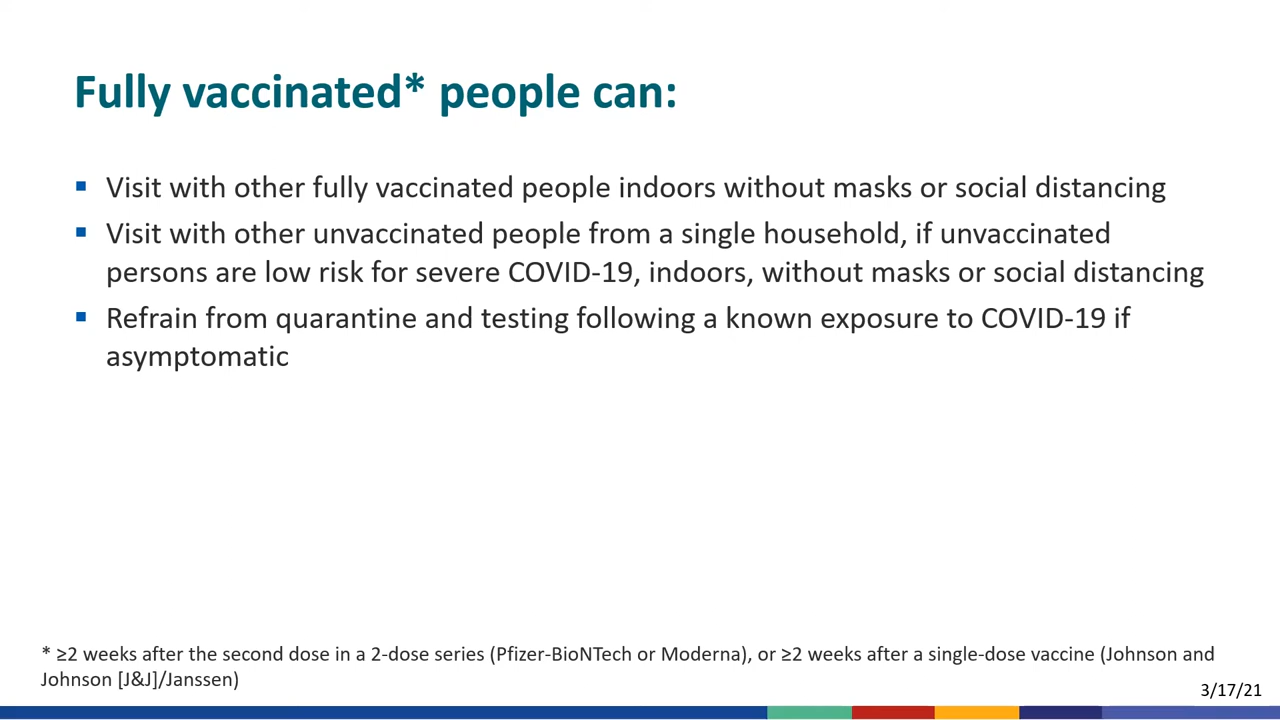 Fully vaccinated* people can:
▪ Visit with other fully vaccinated people indoors without masks or social distancing
▪ Visit with other unvaccinated people from a single household, if unvaccinated
persons are low risk for severe COVID-19, indoors, without masks or social distancing
▪ Refrain from quarantine and testing following a known exposure to COVID-19 if
asymptomatic
* ≥2 weeks after the second dose in a 2-dose series (Pfizer-BioNTech or Moderna), or ≥2 weeks after a single-dose vaccine (Johnson and
Johnson [J&J]/Janssen)
3/17/21